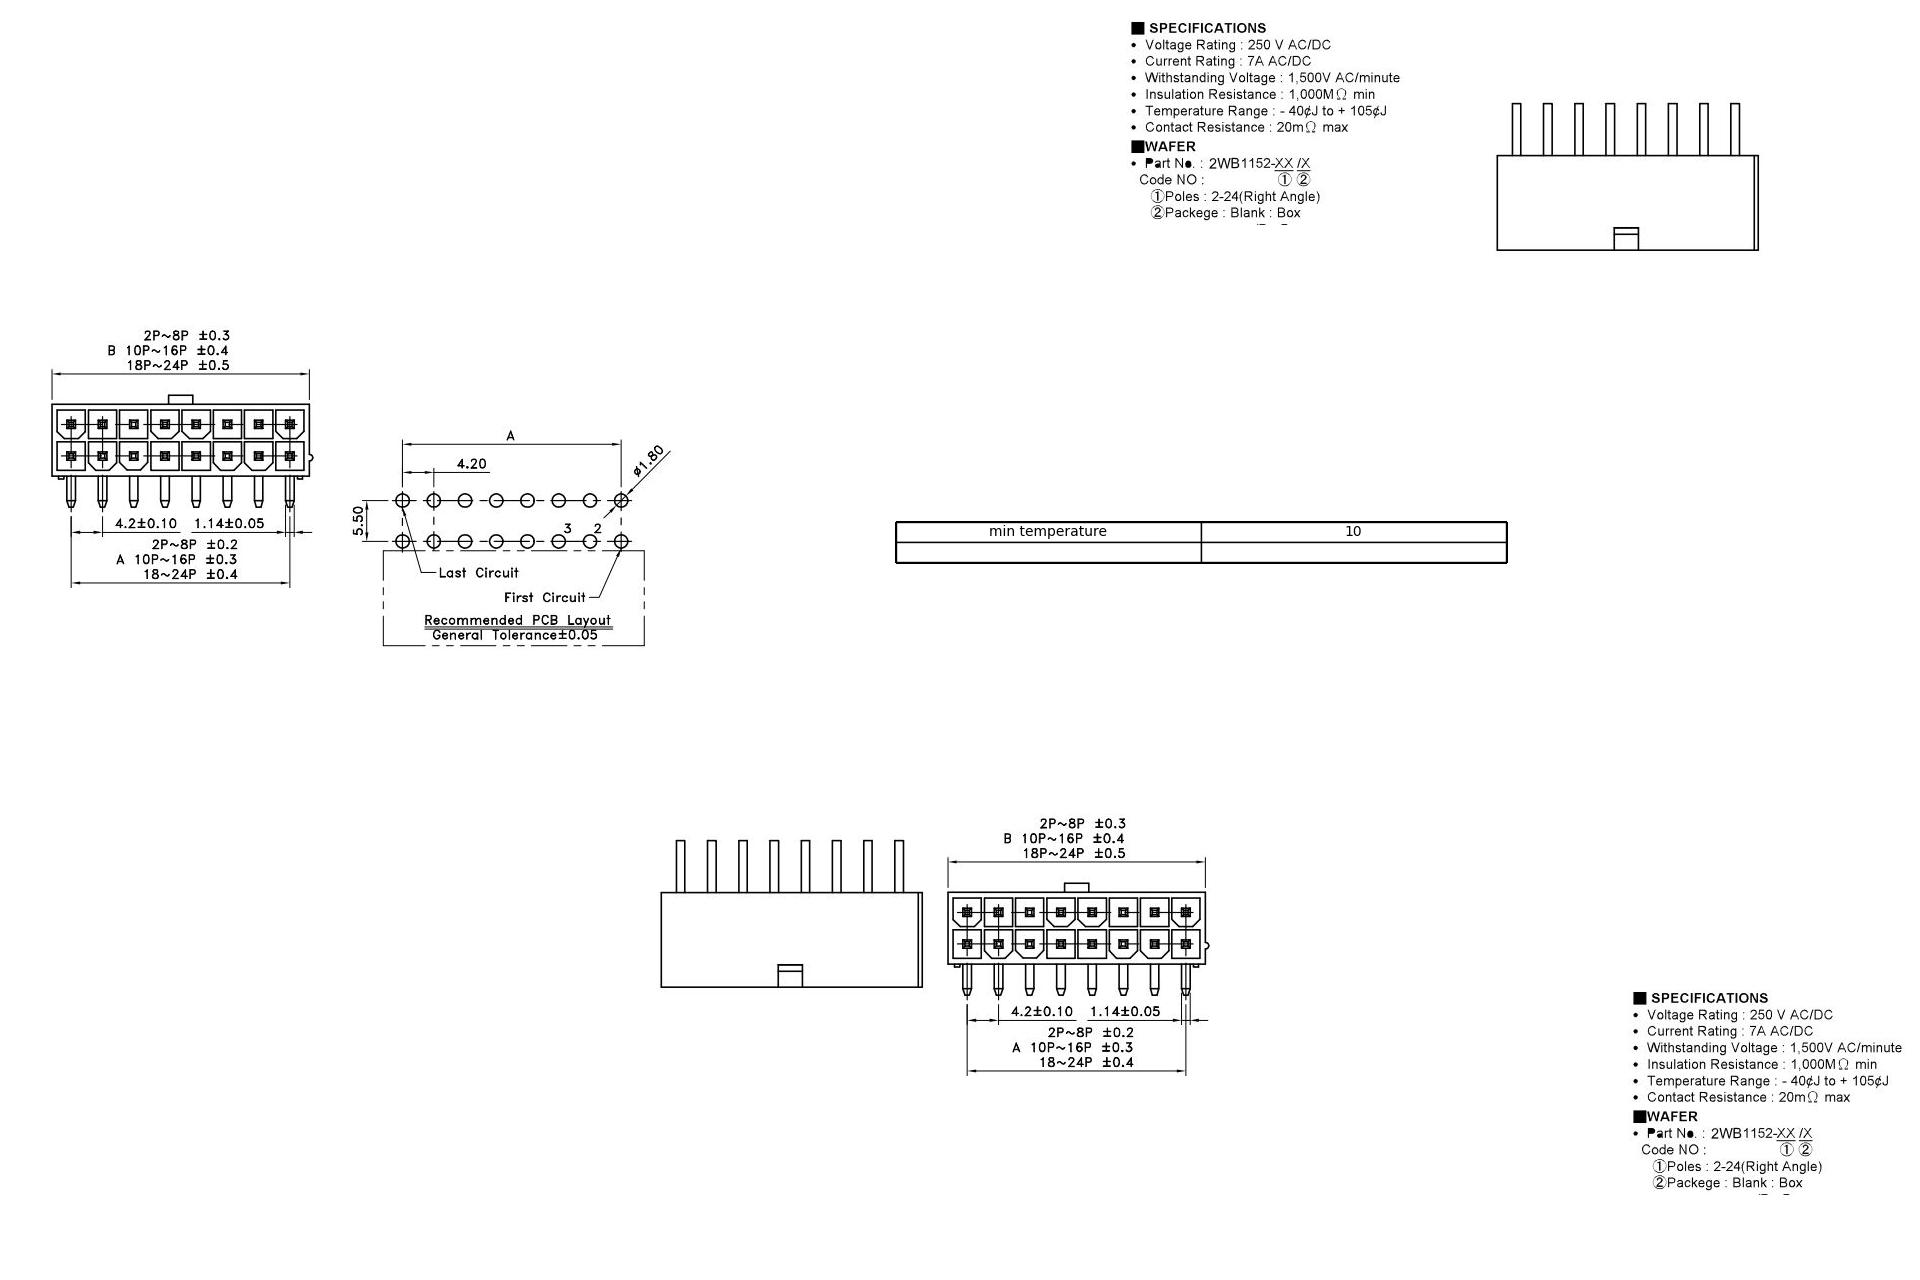 ■ SPECIFICATIONS
• Voltage Rating : 250 V AC/DC
• Current Rating : 7A AC/DC
• Withstanding Voltage : 1,500V AC/minute
• Insulation Resistance : 1,000MΩ min
• Temperature Range : - 40¢J to + 105¢J
• Contact Resistance : 20mΩ max
■WAFER
• Part No. : 2WB1152-XX /X
Code NO : ① ②
①Poles : 2-24(Right Angle)
②Packege : Blank : Box
2P~8P ±0.3
B 10P~16P ±0.4
18P~24P ±0.5
4.2±0.10 1.14±0.05
2P~8P ±0.2
A 10P~16P ±0.3
18~24P ±0.4
A
4.20
ø1.80
5.50
3 2
Last Circuit
First Circuit
Recommended PCB Layout
General Tolerance±0.05
min temperature 10
2P~8P ±0.3
B 10P~16P ±0.4
18P~24P ±0.5
4.2±0.10 1.14±0.05
2P~8P ±0.2
A 10P~16P ±0.3
18~24P ±0.4
■ SPECIFICATIONS
• Voltage Rating : 250 V AC/DC
• Current Rating : 7A AC/DC
• Withstanding Voltage : 1,500V AC/minute
• Insulation Resistance : 1,000MΩ min
• Temperature Range : - 40¢J to + 105¢J
• Contact Resistance : 20mΩ max
■WAFER
• Part No. : 2WB1152-XX /X
Code NO : ① ②
①Poles : 2-24(Right Angle)
②Packege : Blank : Box